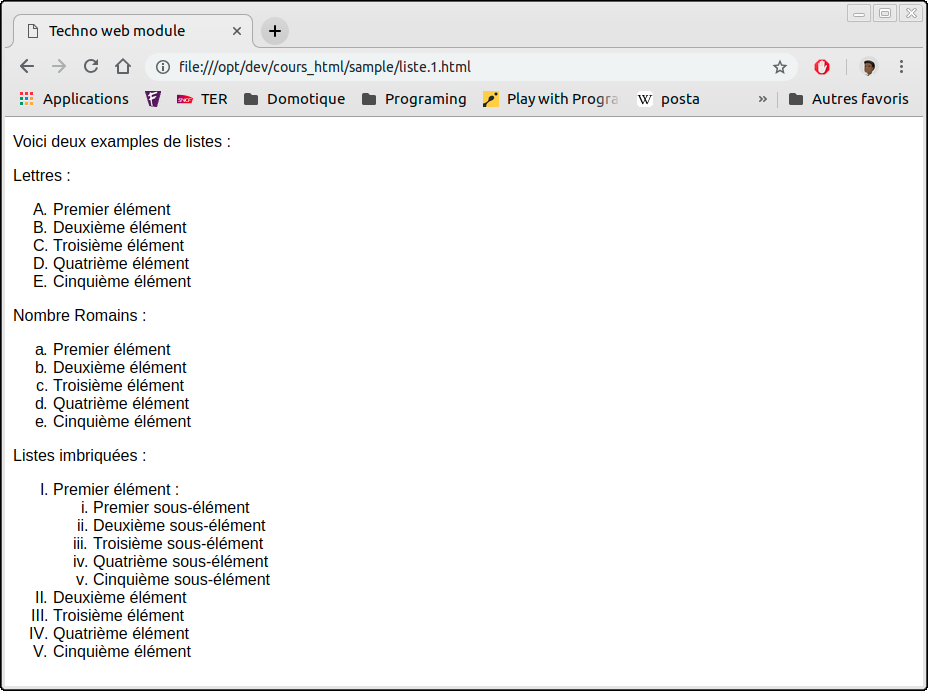 Techno web module
file:///opt/dev/cours_html/sample/liste.1.html
Applications TER Domotique Programing Play with Progra W posta » Autres favoris
Voici deux examples de listes :
Lettres :
A. Premier élément
B. Deuxième élément
C. Troisième élément
D. Quatrième élément
E. Cinquième élément
Nombre Romains :
a. Premier élément
b. Deuxième élément
c. Troisième élément
d. Quatrième élément
e. Cinquième élément
Listes imbriquées :
I. Premier élément :
i. Premier sous-élément
ii. Deuxième sous-élément
iii. Troisième sous-élément
iv. Quatrième sous-élément
v. Cinquième sous-élément
II. Deuxième élément
III. Troisième élément
IV. Quatrième élément
V. Cinquième élément